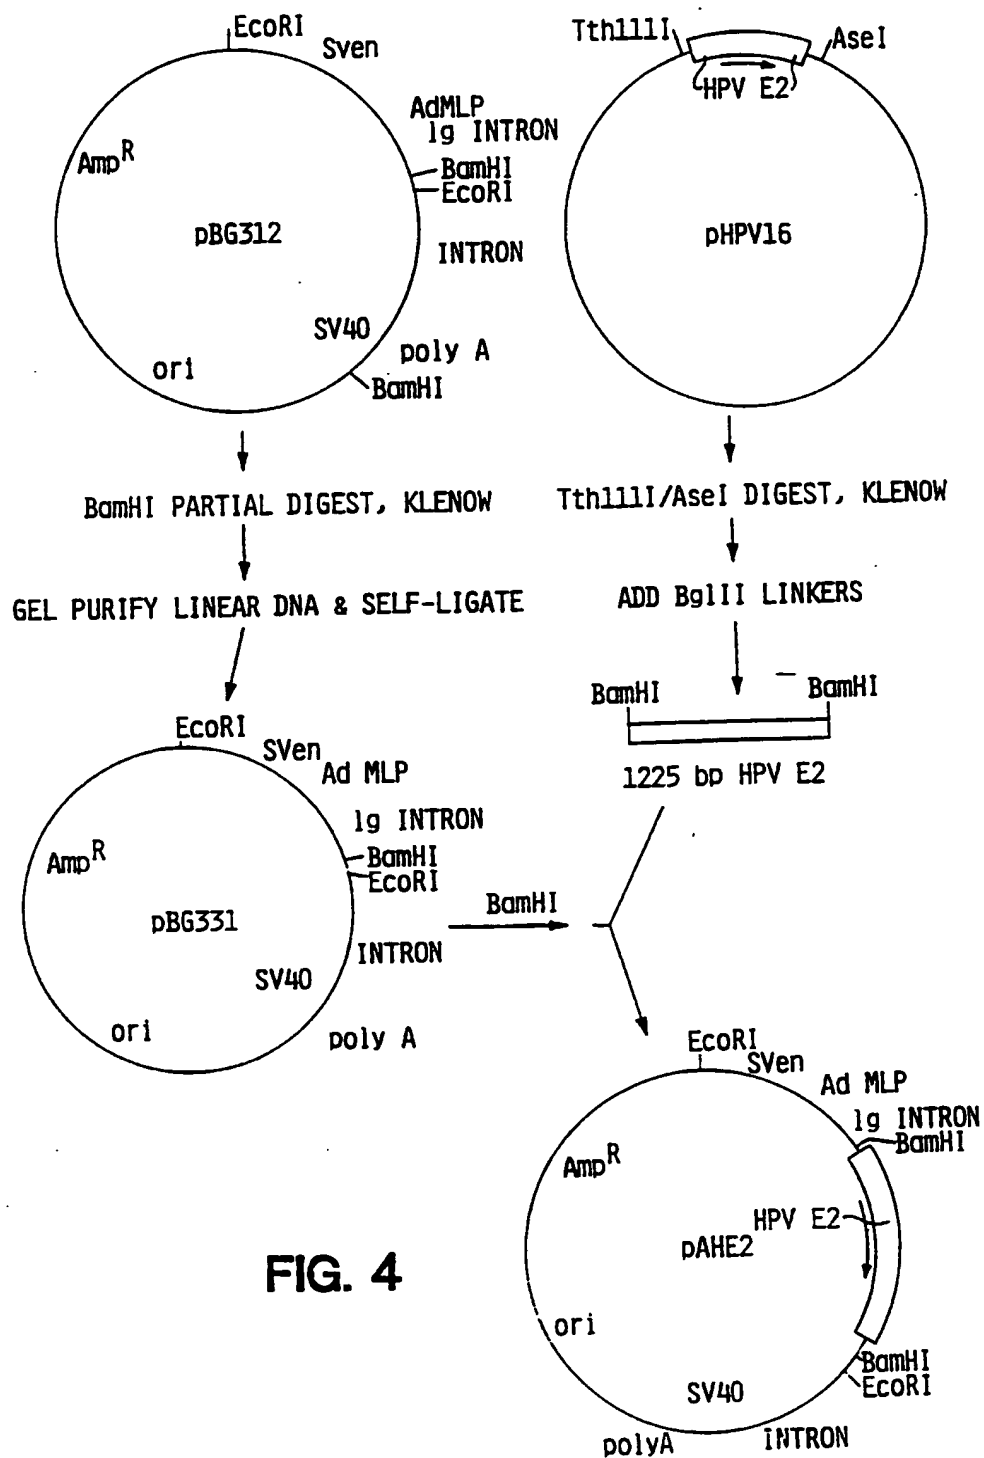 EcoRI
Sven
AdMLP
lg INTRON
BamHI
EcoRI
AmpR
pBG312
INTRON
SV40
poly A
ori
BamHI
Tth111I
AseI
HPV E2
pHPV16
BamHI PARTIAL DIGEST, KLENOW
GEL PURIFY LINEAR DNA & SELF-LIGATE
Tth111I/AseI DIGEST, KLENOW
ADD BglII LINKERS
BamHI
BamHI
1225 bp HPV E2
EcoRI
SVen
Ad MLP
lg INTRON
BamHI
EcoRI
AmpR
pBG331
INTRON
SV40
ori
poly A
BamHI
EcoRI
SVen
Ad MLP
lg INTRON
BamHI
AmpR
HPV E2
pAHE2
ori
BamHI
EcoRI
SV40
polyA
INTRON
FIG. 4